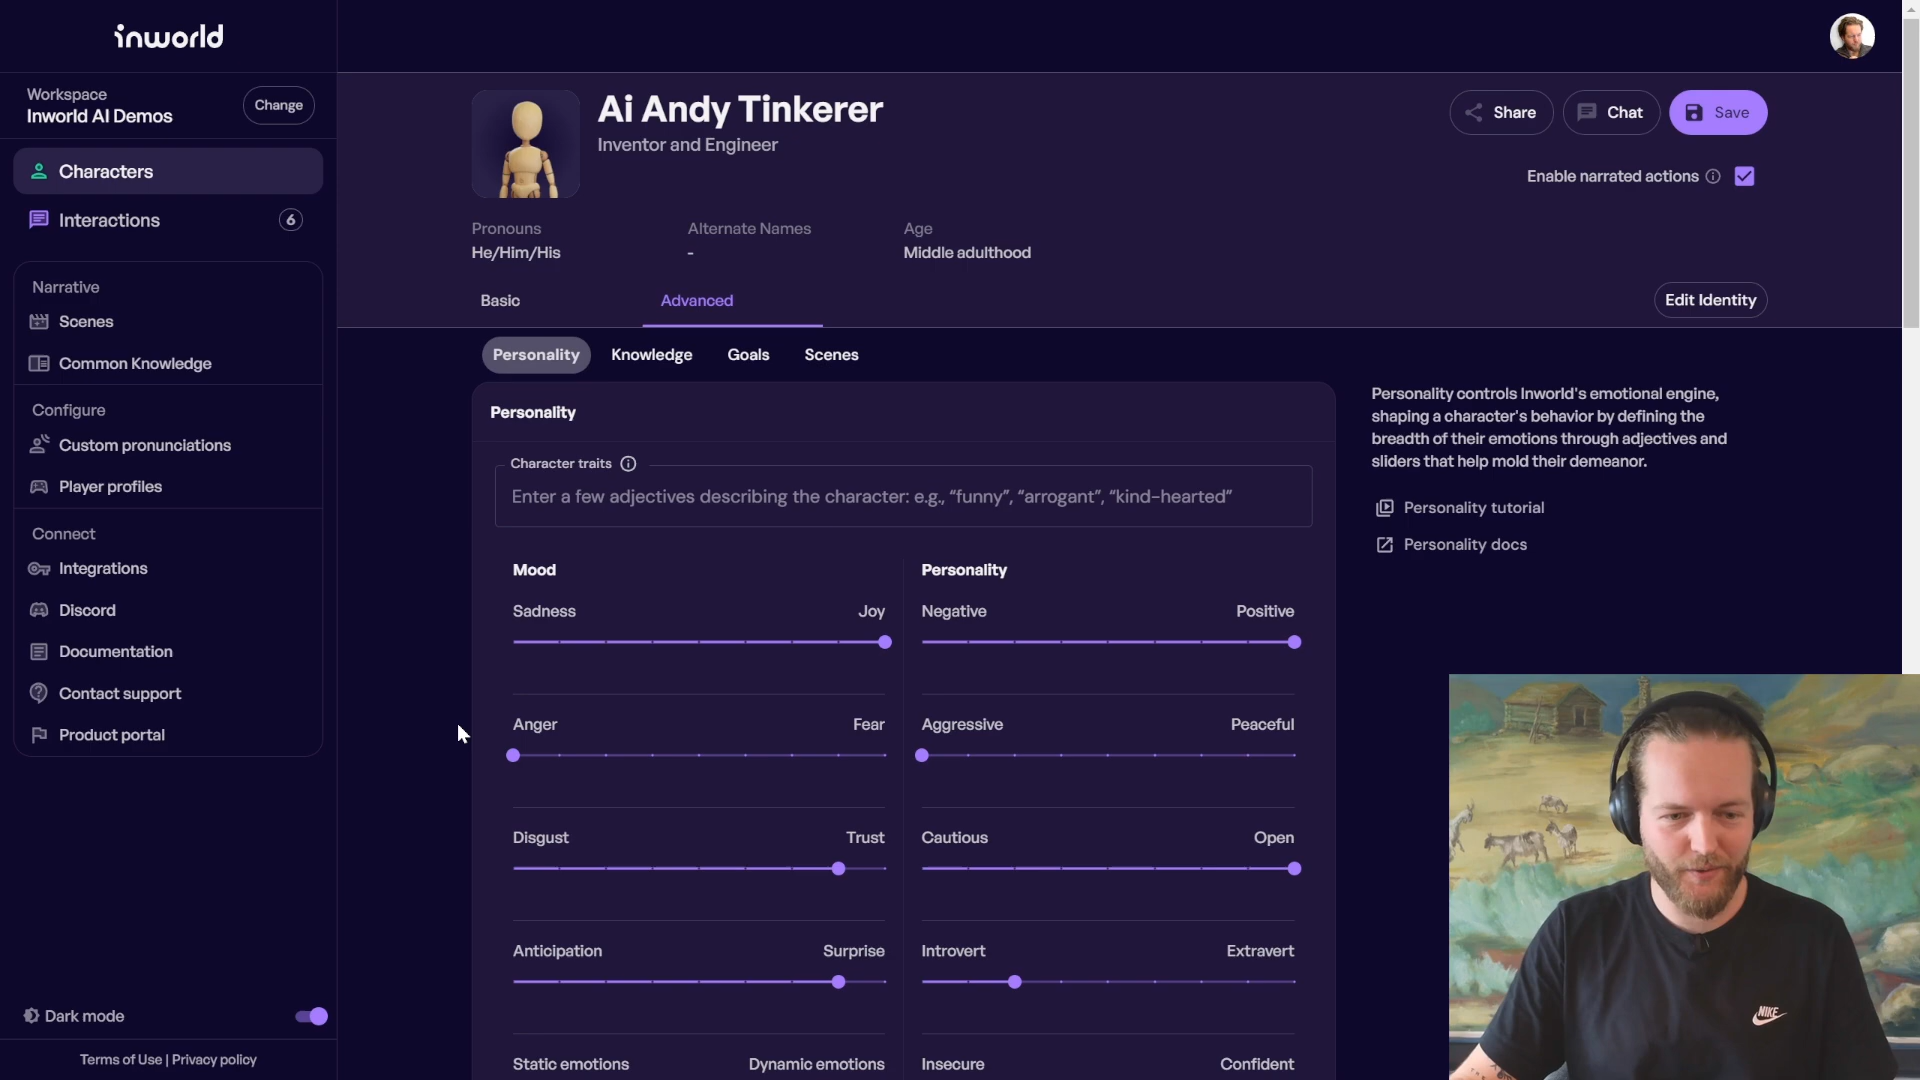 inworld
Workspace
Inworld AI Demos
Change
Characters
Interactions
6
Narrative
Scenes
Common Knowledge
Configure
Custom pronunciations
Player profiles
Connect
Integrations
Discord
Documentation
Contact support
Product portal
Dark mode
Terms of Use | Privacy policy
Ai Andy Tinkerer
Inventor and Engineer
Share
Chat
Save
Enable narrated actions
Pronouns
He/Him/His
Alternate Names
-
Age
Middle adulthood
Basic
Advanced
Edit Identity
Personality
Knowledge
Goals
Scenes
Personality
Character traits
Enter a few adjectives describing the character: e.g., “funny”, “arrogant”, “kind-hearted”
Mood
Sadness
Joy
Anger
Fear
Disgust
Trust
Anticipation
Surprise
Static emotions
Dynamic emotions
Personality
Negative
Positive
Aggressive
Peaceful
Cautious
Open
Introvert
Extravert
Insecure
Confident
Personality controls Inworld's emotional engine,
shaping a character's behavior by defining the
breadth of their emotions through adjectives and
sliders that help mold their demeanor.
Personality tutorial
Personality docs
NIKE